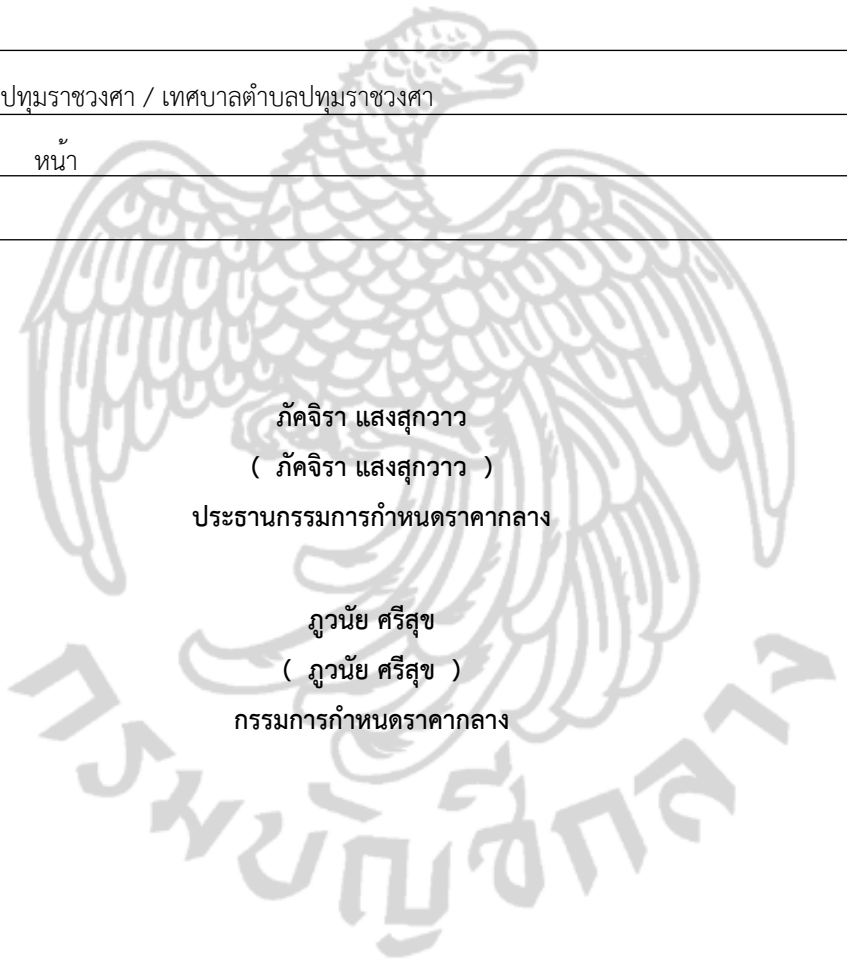 ปทุมราชวงศา / เทศบาลตำบลปทุมราชวงศา
หน้า
ภัคจิรา แสงสุกวาว
( ภัคจิรา แสงสุกวาว )
ประธานกรรมการกำหนดราคากลาง
ภูวนัย ศรีสุข
( ภูวนัย ศรีสุข )
กรรมการกำหนดราคากลาง
กรมบัญชีกลาง